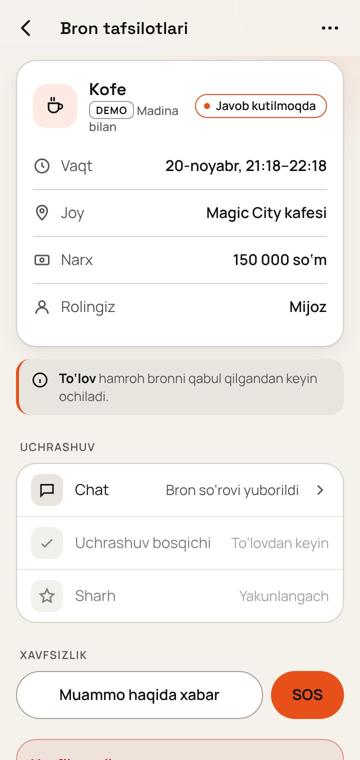 Bron tafsilotlari
Kofe
DEMO Madina
bilan
Javob kutilmoqda
Vaqt 20-noyabr, 21:18–22:18
Joy Magic City kafesi
Narx 150 000 so‘m
Rolingiz Mijoz
To‘lov hamroh bronni qabul qilgandan keyin
ochiladi.
UCHRASHUV
Chat Bron so‘rovi yuborildi
Uchrashuv bosqichi To‘lovdan keyin
Sharh Yakunlangach
XAVFSIZLIK
Muammo haqida xabar SOS